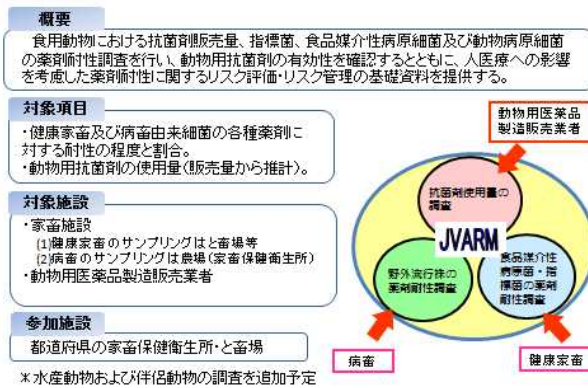 概要
食用動物における抗菌剤販売量、指標菌、食品媒介性病原細菌及び動物病原細菌
の薬剤耐性調査を行い、動物用抗菌剤の有効性を確認するとともに、人医療への影響
を考慮した薬剤耐性に関するリスク評価・リスク管理の基礎資料を提供する。
対象項目
・健康家畜及び病畜由来細菌の各種薬剤に
対する耐性の程度と割合。
・動物用抗菌剤の使用量(販売量から推計)。
対象施設
・家畜施設
(1)健康家畜のサンプリングはと畜場等
(2)病畜のサンプリングは農場(家畜保健衛生所)
・動物用医薬品製造販売業者
参加施設
都道府県の家畜保健衛生所・と畜場
*水産動物および伴侶動物の調査を追加予定
動物用医薬品
製造販売業者
抗菌剤使用量の
調査
JVARM
野外流行株の
薬剤耐性調査
食品媒介性
病原菌・指
標菌の薬剤
耐性調査
病畜
健康家畜